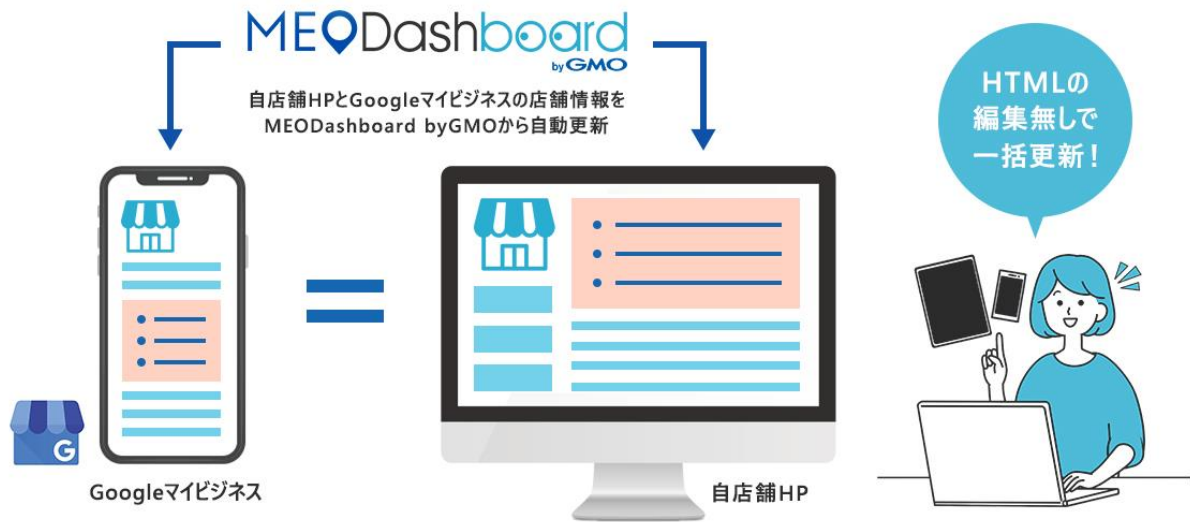 MEODashboard
by GMO
自店舗HPとGoogleマイビジネスの店舗情報を
MEODashboard byGMOから自動更新
HTMLの
編集無しで
一括更新！
G
Googleマイビジネス
自店舗HP